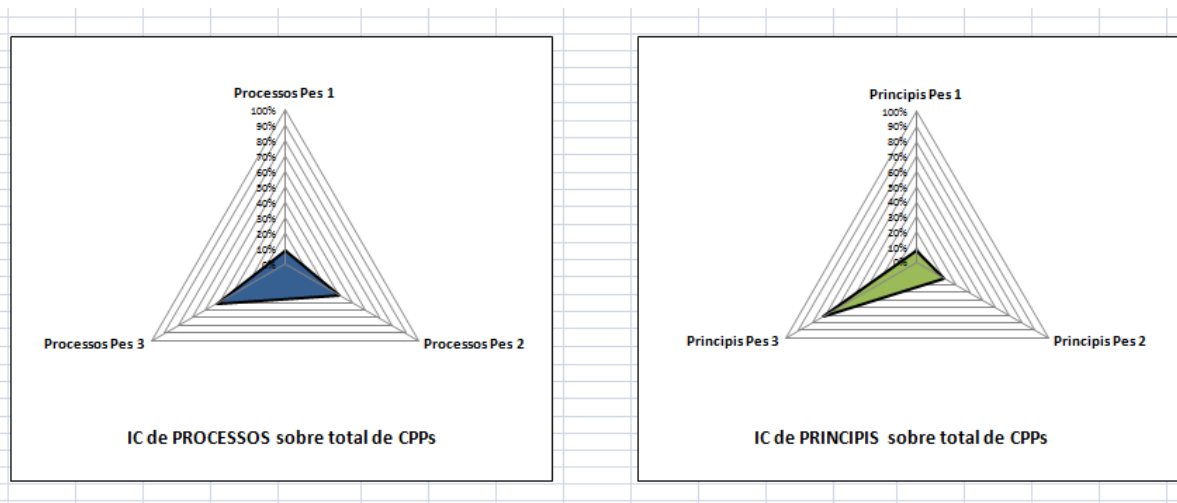 Processos Pes 1
100%
90%
80%
70%
60%
50%
40%
30%
20%
10%
0%
Processos Pes 3
Processos Pes 2
IC de PROCESSOS sobre total de CPPs
Principis Pes 1
100%
90%
80%
70%
60%
50%
40%
30%
20%
10%
0%
Principis Pes 3
Principis Pes 2
IC de PRINCIPIS sobre total de CPPs